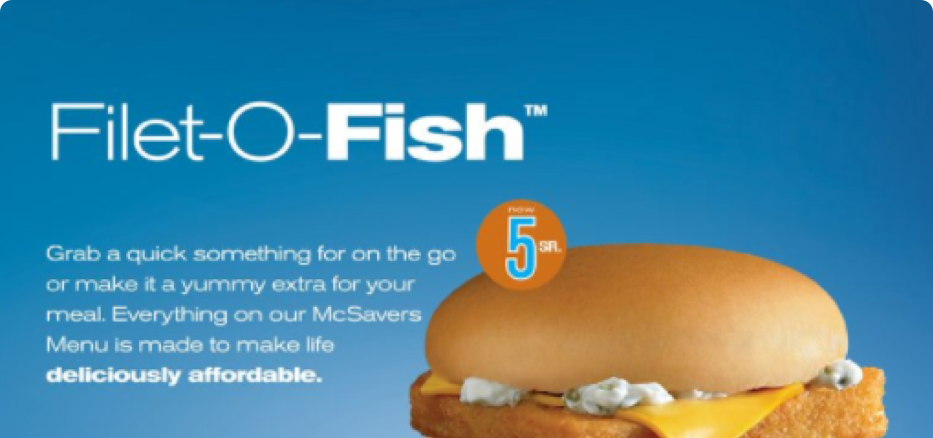 Filet-O-Fish™
now
5 SR.
Grab a quick something for on the go
or make it a yummy extra for your
meal. Everything on our McSavers
Menu is made to make life
deliciously affordable.